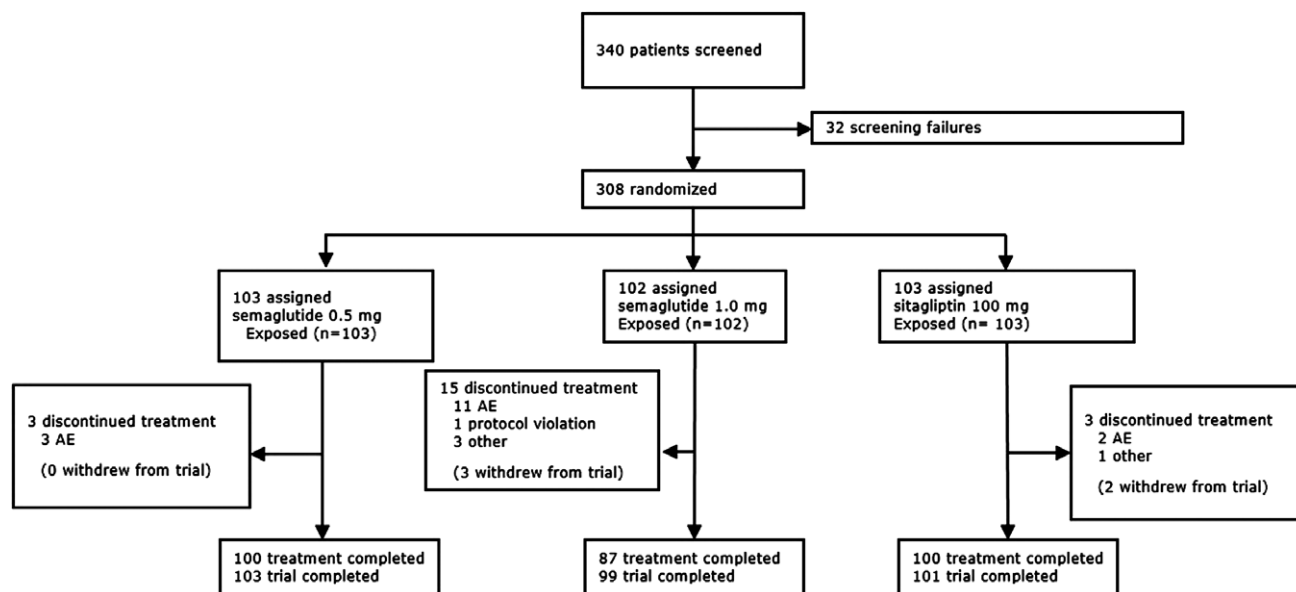 340 patients screened
32 screening failures
308 randomized
103 assigned
semaglutide 0.5 mg
Exposed (n=103)
102 assigned
semaglutide 1.0 mg
Exposed (n=102)
103 assigned
sitagliptin 100 mg
Exposed (n= 103)
3 discontinued treatment
3 AE
(0 withdrew from trial)
15 discontinued treatment
11 AE
1 protocol violation
3 other
(3 withdrew from trial)
3 discontinued treatment
2 AE
1 other
(2 withdrew from trial)
100 treatment completed
103 trial completed
87 treatment completed
99 trial completed
100 treatment completed
101 trial completed